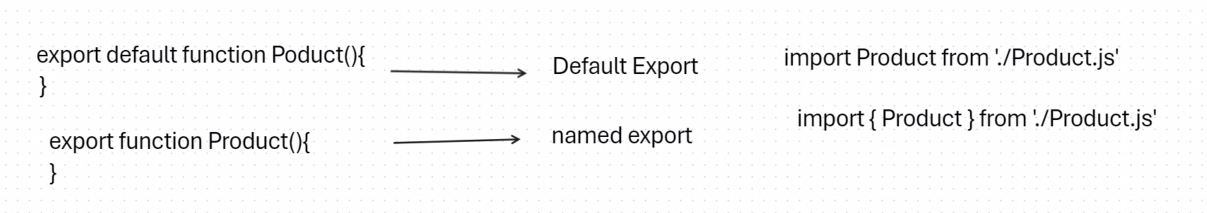 export default function Poduct(){
}
Default Export
import Product from './Product.js'
export function Product(){
}
named export
import { Product } from './Product.js'